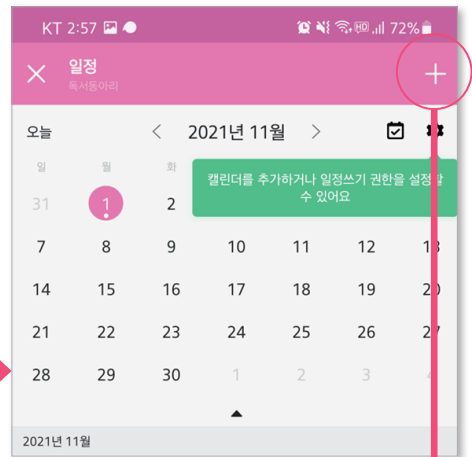 KT 2:57 HD 72%
일정
독서동아리
오늘 < 2021년 11월 >
일 월 화
캘린더를 추가하거나 일정쓰기 권한을 설정할
수 있어요
31 1 2
7 8 9 10 11 12 13
14 15 16 17 18 19 20
21 22 23 24 25 26 27
28 29 30 1 2 3 4
2021년 11월